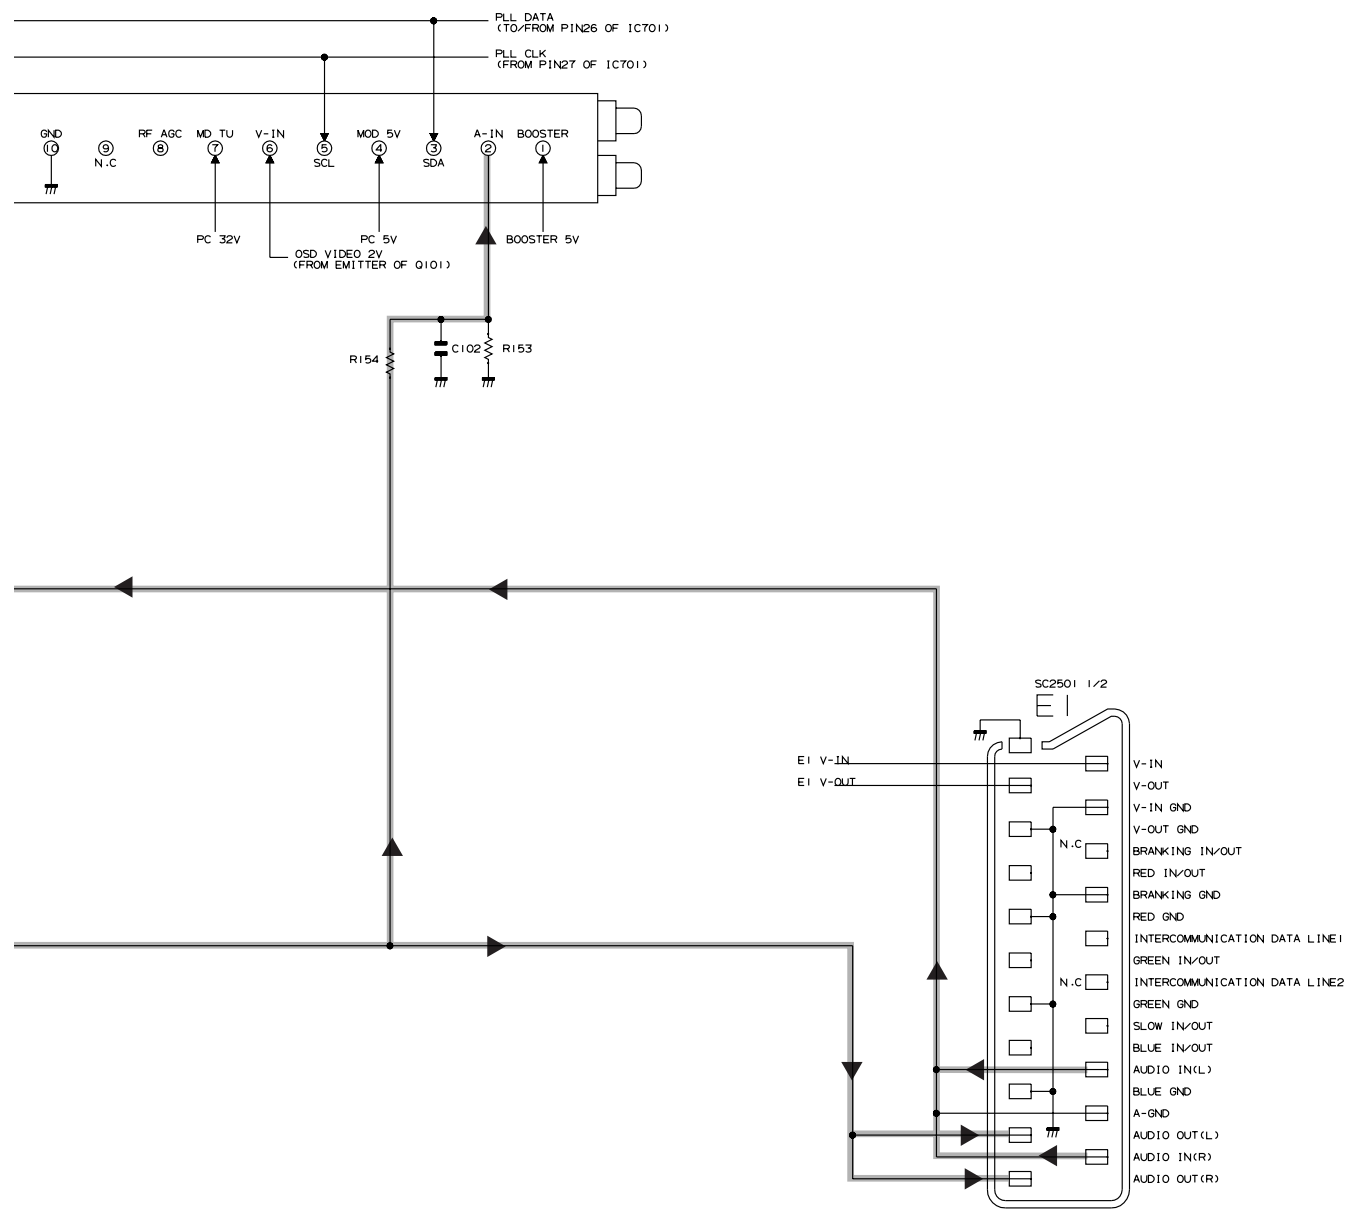 PLL DATA
(TO/FROM PIN26 OF IC701)
PLL CLK
(FROM PIN27 OF IC701)
GND
RF AGC
MD TU
V-IN
MOD 5V
A-IN
BOOSTER
10
9
8
7
6
5
4
3
2
1
N.C
SCL
SDA
PC 32V
PC 5V
BOOSTER 5V
OSD VIDEO 2V
(FROM EMITTER OF Q101)
R154
C102
R153
SC2501 1/2
E1
E1 V-IN
V-IN
E1 V-OUT
V-OUT
V-IN GND
V-OUT GND
N.C
BRANKING IN/OUT
RED IN/OUT
BRANKING GND
RED GND
INTERCOMMUNICATION DATA LINE1
GREEN IN/OUT
N.C
INTERCOMMUNICATION DATA LINE2
GREEN GND
SLOW IN/OUT
BLUE IN/OUT
AUDIO IN(L)
BLUE GND
A-GND
AUDIO OUT(L)
AUDIO IN(R)
AUDIO OUT(R)